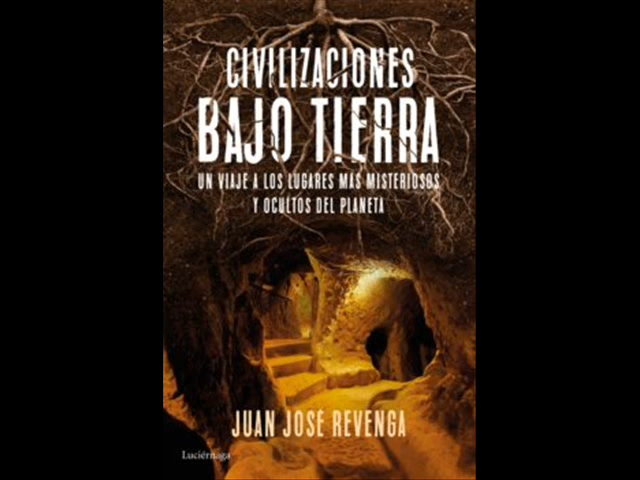 CIVILIZACIONES
BAJO TIERRA
UN VIAJE A LOS LUGARES MÁS MISTERIOSOS
Y OCULTOS DEL PLANETA
JUAN JOSÉ REVENGA
Luciérnaga